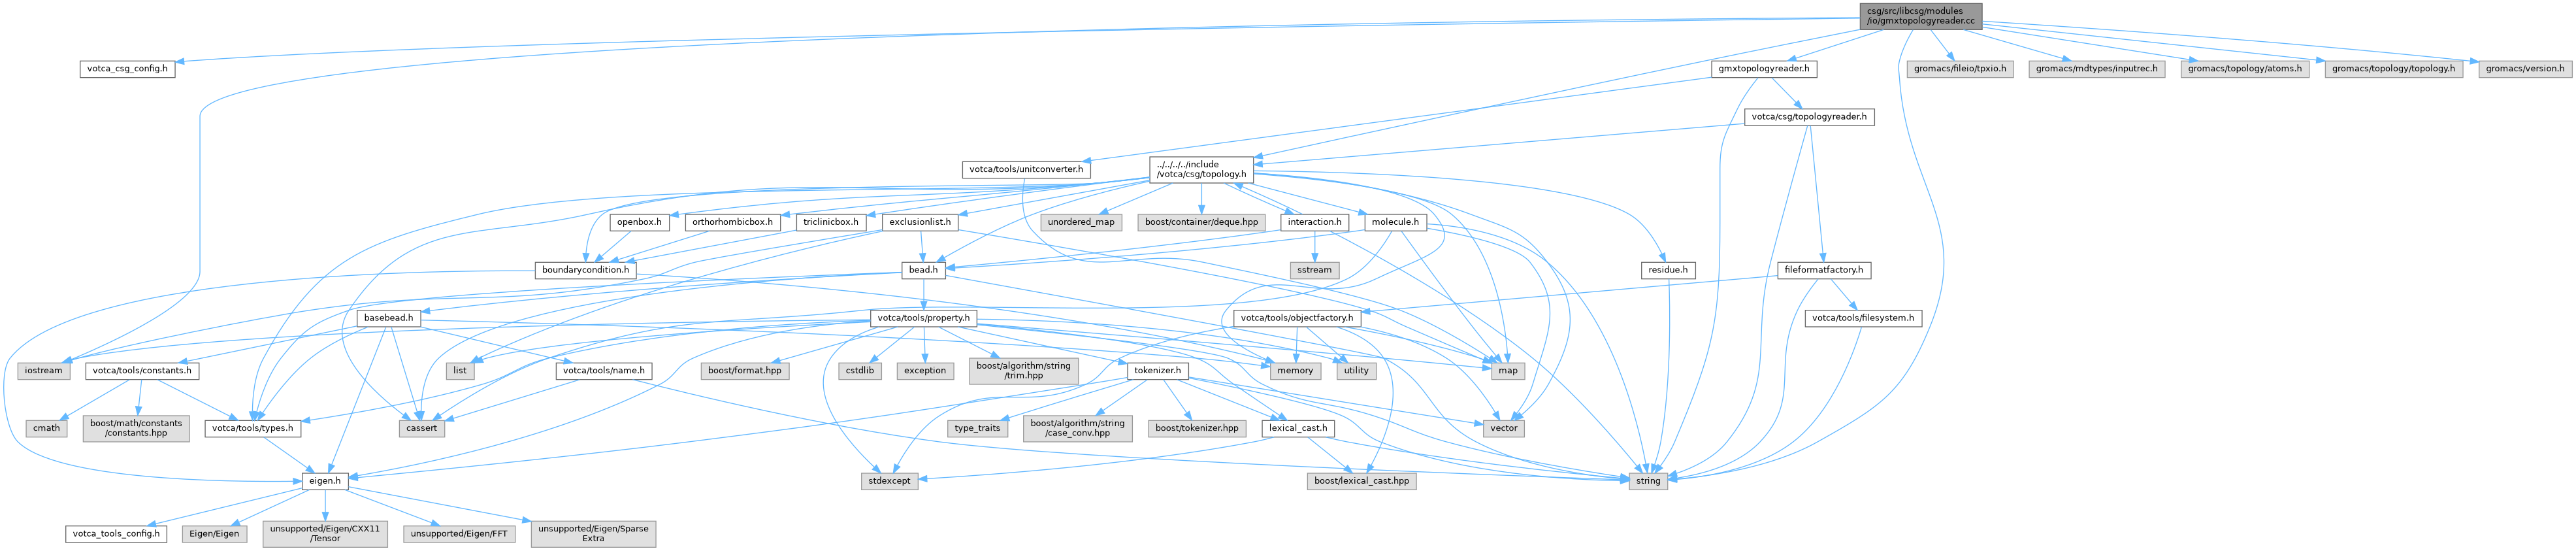 csg/src/libcsg/modules
/io/gmxtopologyreader.cc
votca_csg_config.h
gmxtopologyreader.h
gromacs/fileio/tpxio.h
gromacs/mdtypes/inputrec.h
gromacs/topology/atoms.h
gromacs/topology/topology.h
gromacs/version.h
votca/csg/topologyreader.h
votca/tools/unitconverter.h
../../../../include
/votca/csg/topology.h
openbox.h
orthorhombicbox.h
triclinicbox.h
exclusionlist.h
unordered_map
boost/container/deque.hpp
interaction.h
molecule.h
boundarycondition.h
bead.h
sstream
residue.h
fileformatfactory.h
basebead.h
votca/tools/property.h
votca/tools/objectfactory.h
votca/tools/filesystem.h
iostream
votca/tools/constants.h
list
votca/tools/name.h
boost/format.hpp
cstdlib
exception
boost/algorithm/string
/trim.hpp
tokenizer.h
memory
utility
map
cmath
boost/math/constants
/constants.hpp
votca/tools/types.h
cassert
type_traits
boost/algorithm/string
/case_conv.hpp
boost/tokenizer.hpp
lexical_cast.h
vector
eigen.h
stdexcept
boost/lexical_cast.hpp
string
votca_tools_config.h
Eigen/Eigen
unsupported/Eigen/CXX11
/Tensor
unsupported/Eigen/FFT
unsupported/Eigen/Sparse
Extra